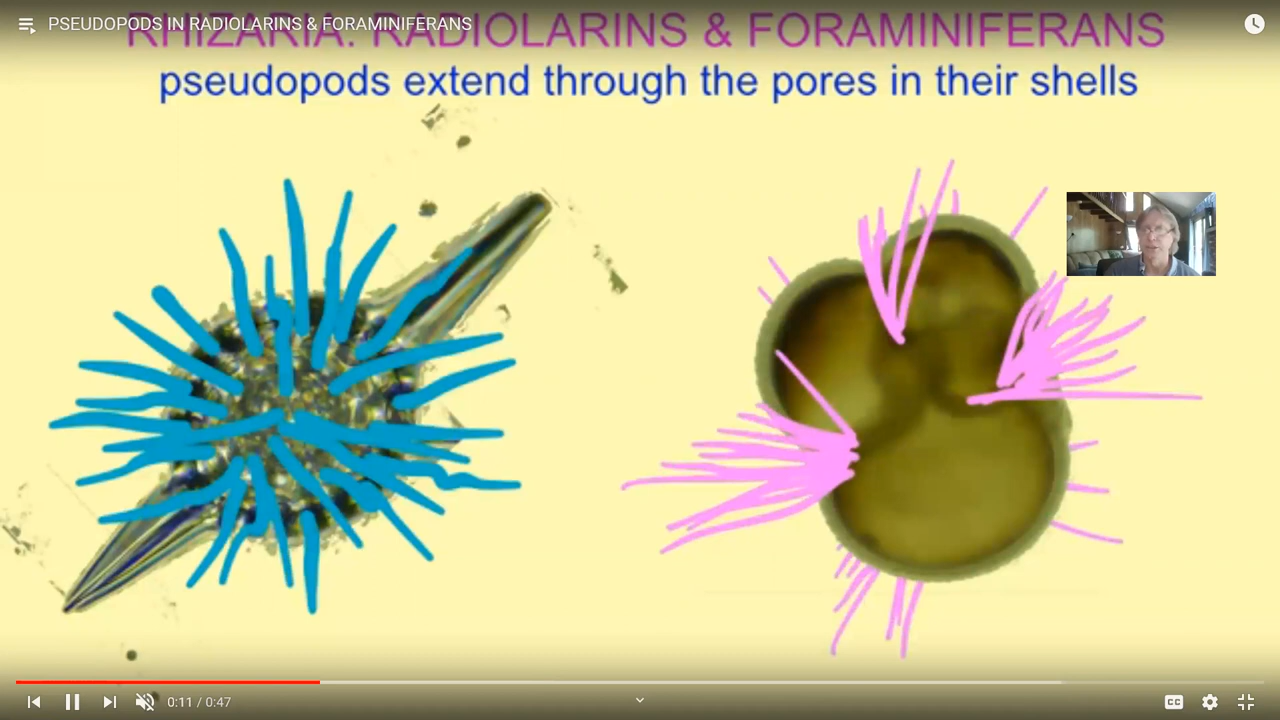 PSEUDOPODS IN RADIOLARINS & FORAMINIFERANS
RHIZARIA: RADIOLARINS & FORAMINIFERANS
pseudopods extend through the pores in their shells
0:11 / 0:47
CC